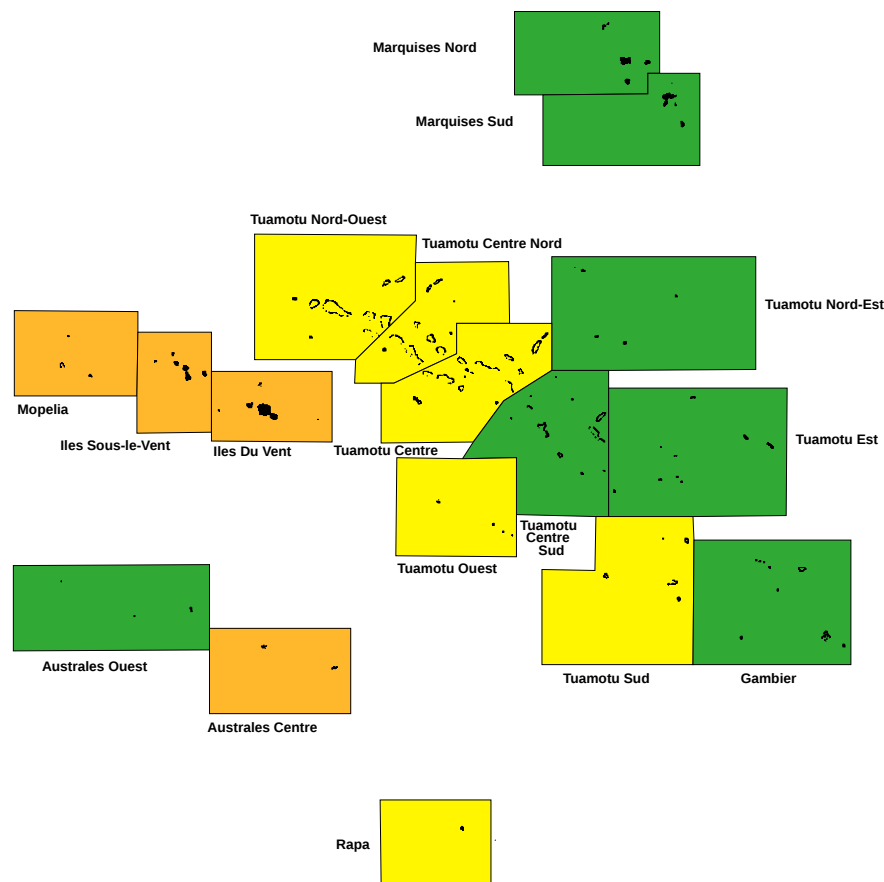 Marquises Nord
Marquises Sud
Tuamotu Nord-Ouest
Tuamotu Centre Nord
Tuamotu Nord-Est
Mopelia
Iles Sous-le-Vent
Iles Du Vent
Tuamotu Centre
Tuamotu Est
Tuamotu
Centre
Sud
Tuamotu Ouest
Australes Ouest
Tuamotu Sud
Gambier
Australes Centre
Rapa